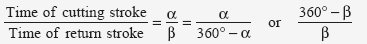 Time of cutting stroke / Time of return stroke = α / β = α / 360° − α or 360° − β / β